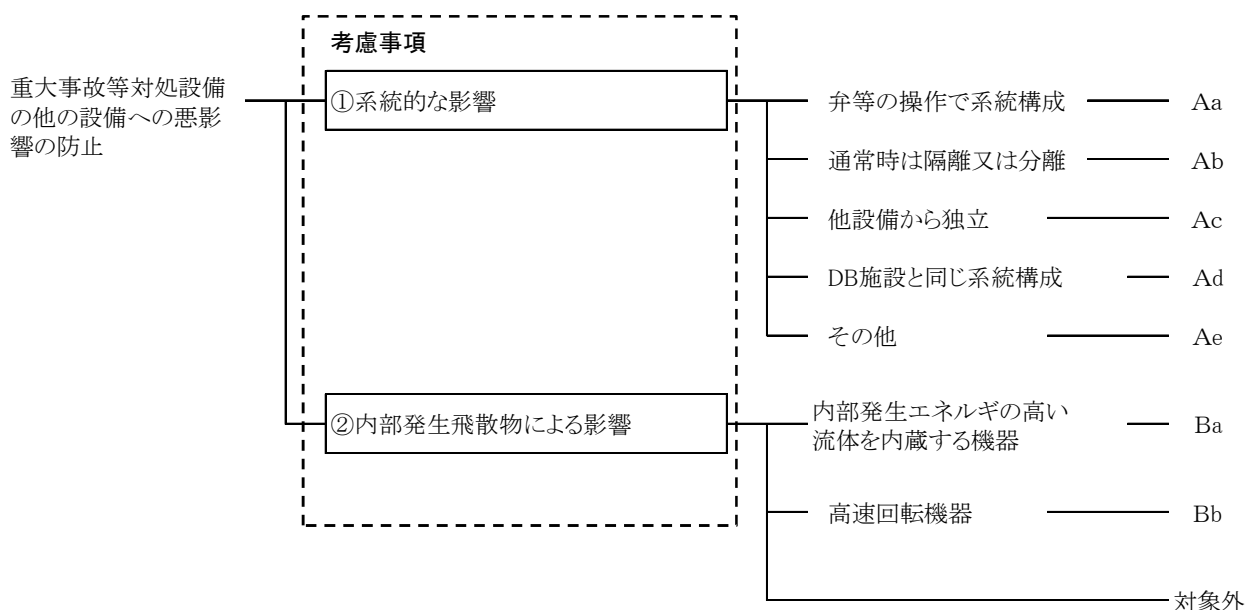 考慮事項
重大事故等対処設備
の他の設備への悪影
響の防止
①系統的な影響
弁等の操作で系統構成 Aa
通常時は隔離又は分離 Ab
他設備から独立 Ac
DB施設と同じ系統構成 Ad
その他 Ae
②内部発生飛散物による影響
内部発生エネルギの高い
流体を内蔵する機器 Ba
高速回転機器 Bb
対象外